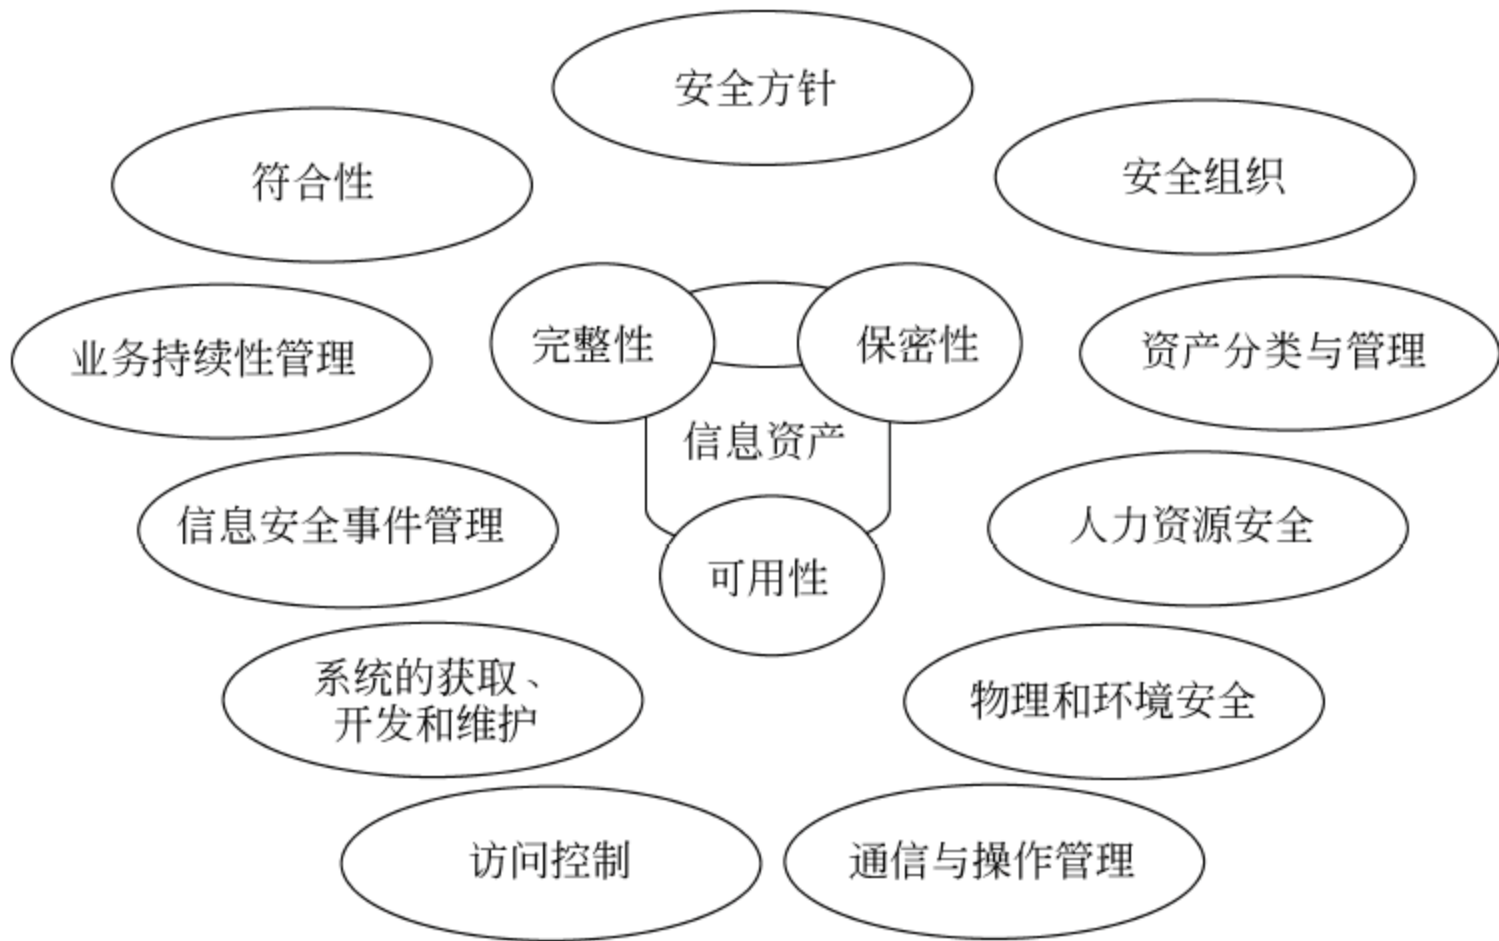 安全方针
符合性
安全组织
完整性
保密性
业务持续性管理
资产分类与管理
信息资产
信息安全事件管理
人力资源安全
可用性
系统的获取、
开发和维护
物理和环境安全
访问控制
通信与操作管理